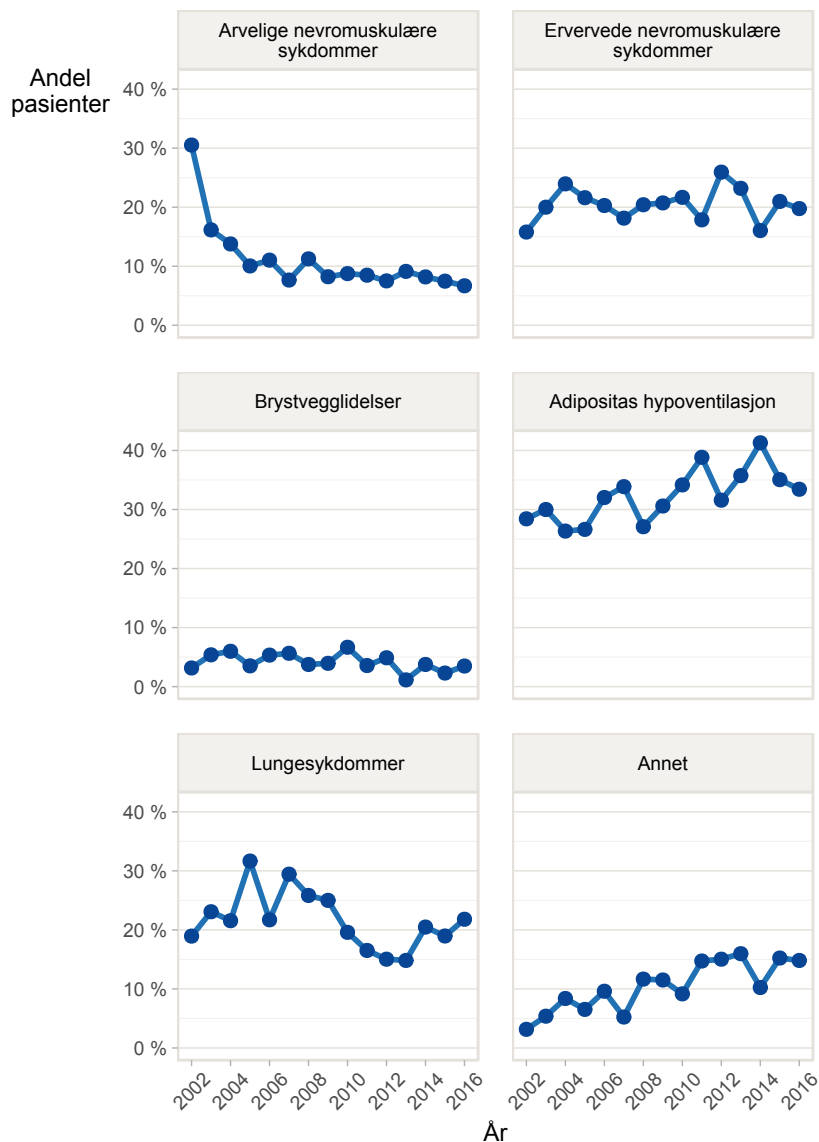 Arvelige nevromuskulære
sykdommer
Ervervede nevromuskulære
sykdommer
Andel
pasienter
40 %
30 %
20 %
10 %
0 %
Brystvegglidelser
Adipositas hypoventilasjon
40 %
30 %
20 %
10 %
0 %
Lungesykdommer
Annet
40 %
30 %
20 %
10 %
0 %
2002 2004 2006 2008 2010 2012 2014 2016
2002 2004 2006 2008 2010 2012 2014 2016
År